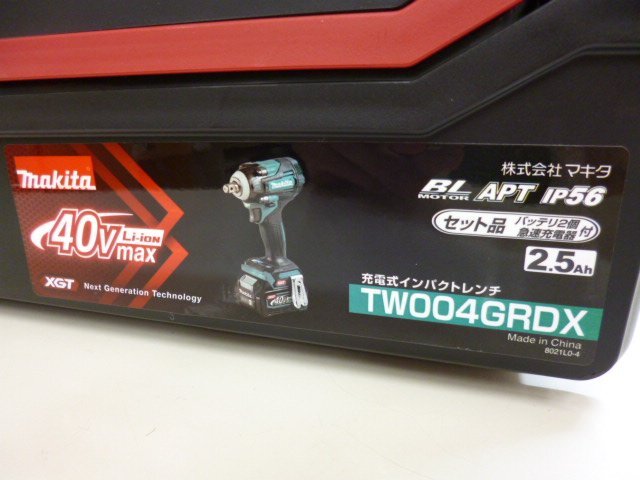 makita
40Vmax
Li-ion
XGT Next Generation Technology
40V
株式会社 マキタ
BL MOTOR APT IP56
セット品 バッテリ2個 急速充電器 付
2.5Ah
充電式インパクトレンチ
TW004GRDX
Made in China
8021L0-4